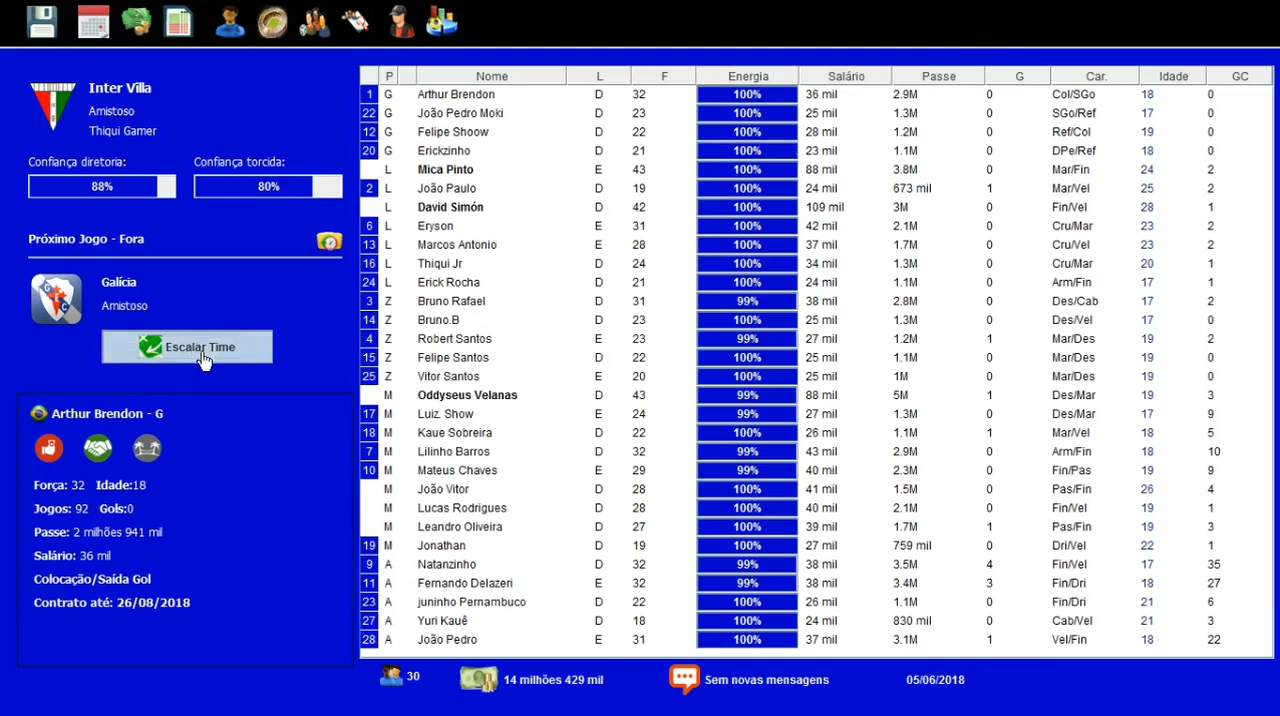 Inter Villa
Amistoso
Thiqui Gamer
Confiança diretoria: Confiança torcida:
88% 80%
Próximo Jogo - Fora
Galícia
Amistoso
Escalar Time
Arthur Brendon - G
Força: 32 Idade:18
Jogos: 92 Gols:0
Passe: 2 milhões 941 mil
Salário: 36 mil
Colocação/Saída Gol
Contrato até: 26/08/2018
P Nome L F Energia Salário Passe G Car. Idade GC
1 G Arthur Brendon D 32 100% 36 mil 2.9M 0 Col/SGo 18 0
22 G João Pedro Moki D 23 100% 25 mil 1.3M 0 SGo/Ref 17 0
12 G Felipe Shoow D 22 100% 28 mil 1.2M 0 Ref/Col 19 0
20 G Erickzinho D 21 100% 23 mil 1.1M 0 DPe/Ref 18 0
L Mica Pinto E 43 100% 88 mil 3.8M 0 Mar/Fin 24 2
2 L João Paulo D 19 100% 24 mil 673 mil 1 Mar/Vel 25 2
L David Simón D 42 100% 109 mil 3M 0 Fin/Vel 28 1
6 L Eryson E 31 100% 42 mil 2.1M 0 Cru/Mar 23 2
13 L Marcos Antonio E 28 100% 37 mil 1.7M 0 Cru/Vel 23 2
16 L Thiqui Jr D 24 100% 34 mil 1.3M 0 Cru/Mar 20 1
24 L Erick Rocha D 21 100% 24 mil 1.1M 0 Arm/Fin 17 1
3 Z Bruno Rafael D 31 99% 38 mil 2.8M 0 Des/Cab 17 2
14 Z Bruno.B D 23 100% 25 mil 1.3M 0 Des/Vel 17 0
4 Z Robert Santos E 23 99% 27 mil 1.2M 1 Mar/Des 19 2
15 Z Felipe Santos D 22 100% 25 mil 1.1M 0 Mar/Des 19 0
25 Z Vitor Santos E 20 100% 25 mil 1M 0 Mar/Des 19 0
M Oddyseus Velanas D 43 99% 88 mil 5M 1 Des/Mar 19 3
17 M Luiz. Show E 24 99% 27 mil 1.3M 0 Des/Mar 17 9
18 M Kaue Sobreira D 22 100% 26 mil 1.1M 1 Mar/Vel 18 5
7 M Lilinho Barros D 32 99% 43 mil 2.9M 0 Arm/Fin 18 10
10 M Mateus Chaves E 29 99% 40 mil 2.3M 0 Fin/Pas 19 9
M João Vitor D 28 100% 41 mil 1.5M 0 Pas/Fin 26 4
M Lucas Rodrigues D 28 100% 40 mil 2.1M 0 Fin/Vel 19 1
M Leandro Oliveira D 27 100% 39 mil 1.7M 1 Pas/Fin 19 3
19 M Jonathan D 19 100% 27 mil 759 mil 0 Dri/Vel 22 1
9 A Natanzinho D 32 99% 38 mil 3.5M 4 Fin/Vel 17 35
11 A Fernando Delazeri E 32 99% 38 mil 3.4M 3 Fin/Dri 18 27
23 A juninho Pernambuco D 22 100% 26 mil 1.1M 0 Fin/Dri 21 6
27 A Yuri Kauê D 18 100% 24 mil 830 mil 0 Cab/Vel 21 3
28 A João Pedro E 31 100% 37 mil 3.1M 1 Vel/Fin 18 22
30 14 milhões 429 mil Sem novas mensagens 05/06/2018